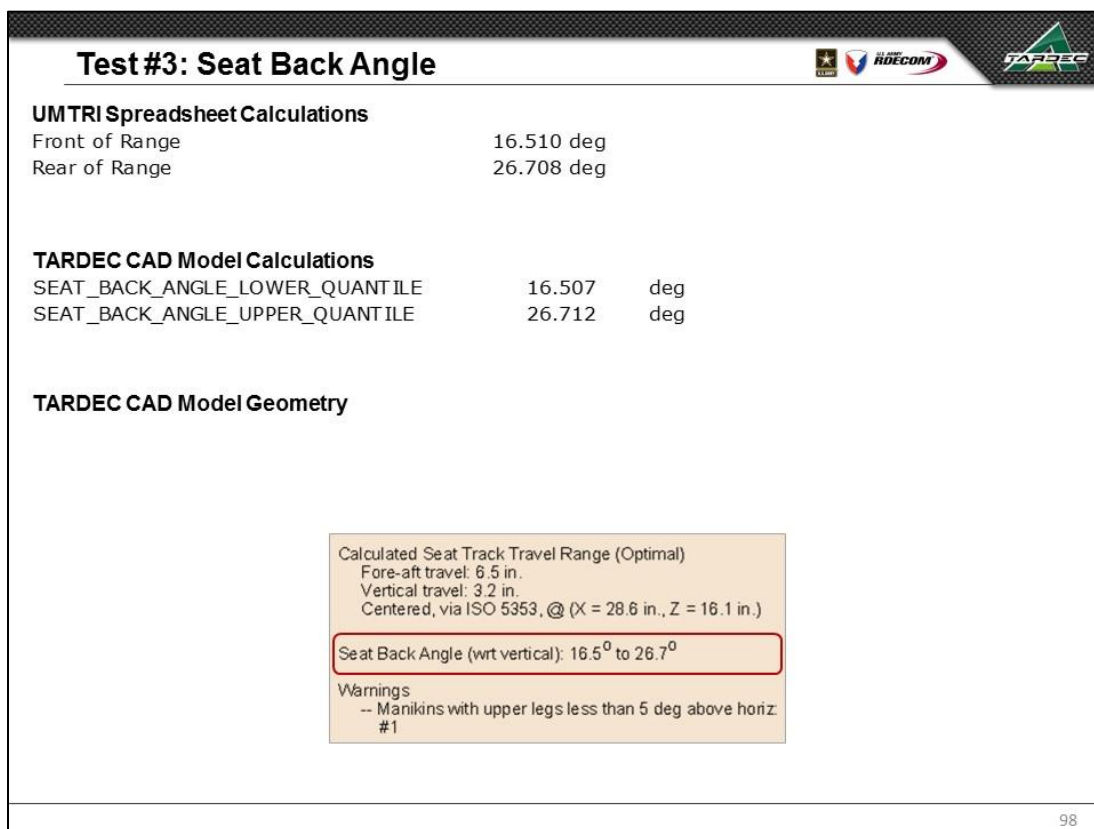 Test #3: Seat Back Angle
U.S. ARMY
U.S. ARMY
RDECOM
TARDEC
UMTRI Spreadsheet Calculations
Front of Range 16.510 deg
Rear of Range 26.708 deg
TARDEC CAD Model Calculations
SEAT_BACK_ANGLE_LOWER_QUANTILE 16.507 deg
SEAT_BACK_ANGLE_UPPER_QUANTILE 26.712 deg
TARDEC CAD Model Geometry
Calculated Seat Track Travel Range (Optimal)
Fore-aft travel: 6.5 in.
Vertical travel: 3.2 in.
Centered, via ISO 5353, @ (X = 28.6 in., Z = 16.1 in.)
Seat Back Angle (wrt vertical): 16.5° to 26.7°
Warnings
-- Manikins with upper legs less than 5 deg above horiz:
#1
98